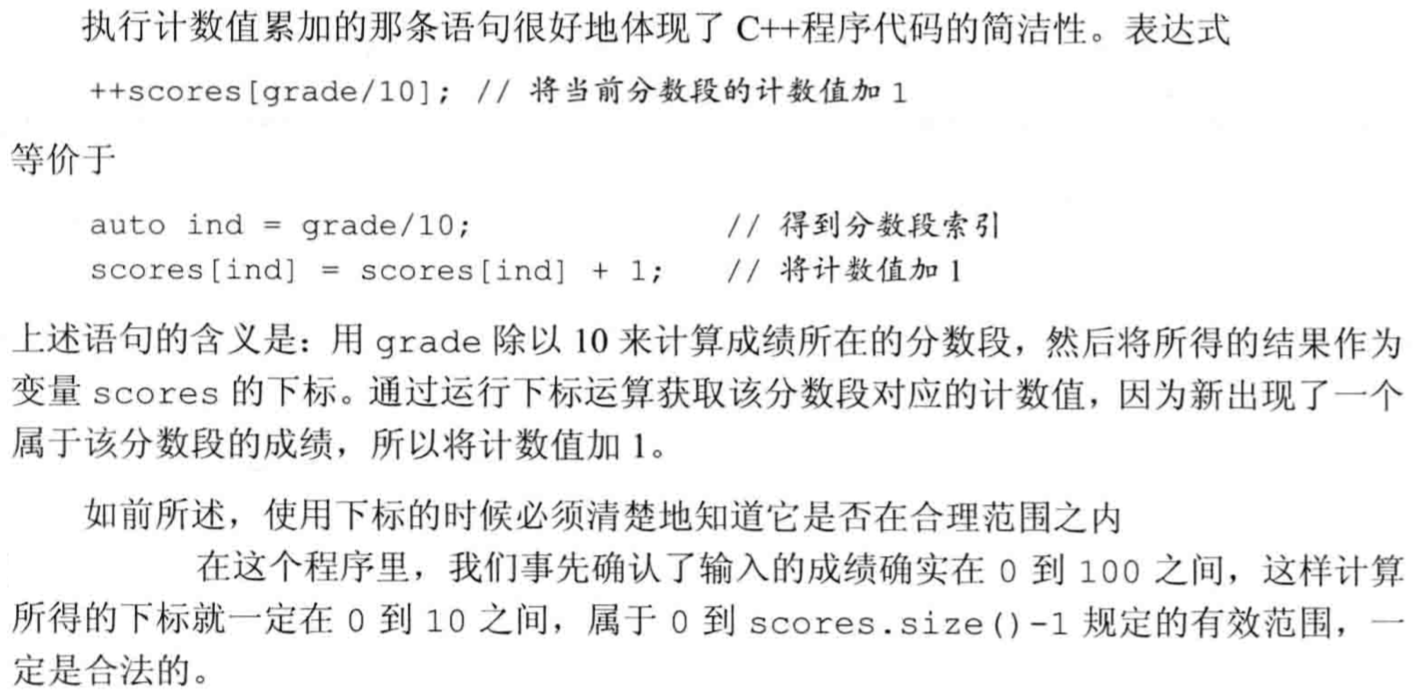 执行计数值累加的那条语句很好地体现了 C++程序代码的简洁性。表达式
++scores[grade/10]; // 将当前分数段的计数值加 1
等价于
auto ind = grade/10; // 得到分数段索引
scores[ind] = scores[ind] + 1; // 将计数值加 1
上述语句的含义是：用 grade 除以 10 来计算成绩所在的分数段，然后将所得的结果作为
变量 scores 的下标。通过运行下标运算获取该分数段对应的计数值，因为新出现了一个
属于该分数段的成绩，所以将计数值加 1。
如前所述，使用下标的时候必须清楚地知道它是否在合理范围之内
在这个程序里，我们事先确认了输入的成绩确实在 0 到 100 之间，这样计算
所得的下标就一定在 0 到 10 之间，属于 0 到 scores.size()-1 规定的有效范围，一
定是合法的。